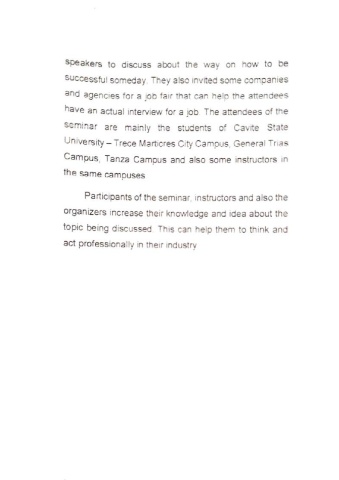 speakers to discuss about the way on how to be
successful someday. They also invited some companies
and agencies for a job fair that can help the attendees
have an actual interview for a job. The attendees of the
seminar are mainly the students of Cavite State
University – Trece Martires City Campus, General Trias
Campus, Tanza Campus and also some instructors in
the same campuses
Participants of the seminar, instructors and also the
organizers increase their knowledge and idea about the
topic being discussed. This can help them to think and
act professionally in their industry